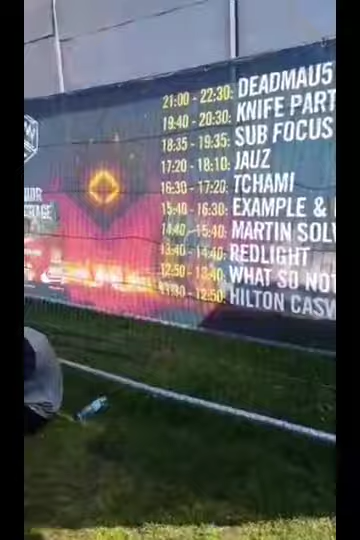 21:00 - 22:30: DEADMAU5
19:40 - 20:30: KNIFE PART
18:35 - 19:35: SUB FOCUS
17:20 - 18:10: JAUZ
16:30 - 17:20: TCHAMI
15:40 - 16:30: EXAMPLE &
14:40 - 15:40: MARTIN SOLV
13:40 - 14:40: REDLIGHT
12:50 - 13:40: WHAT SO NOT
11:30 - 12:50: HILTON CASW